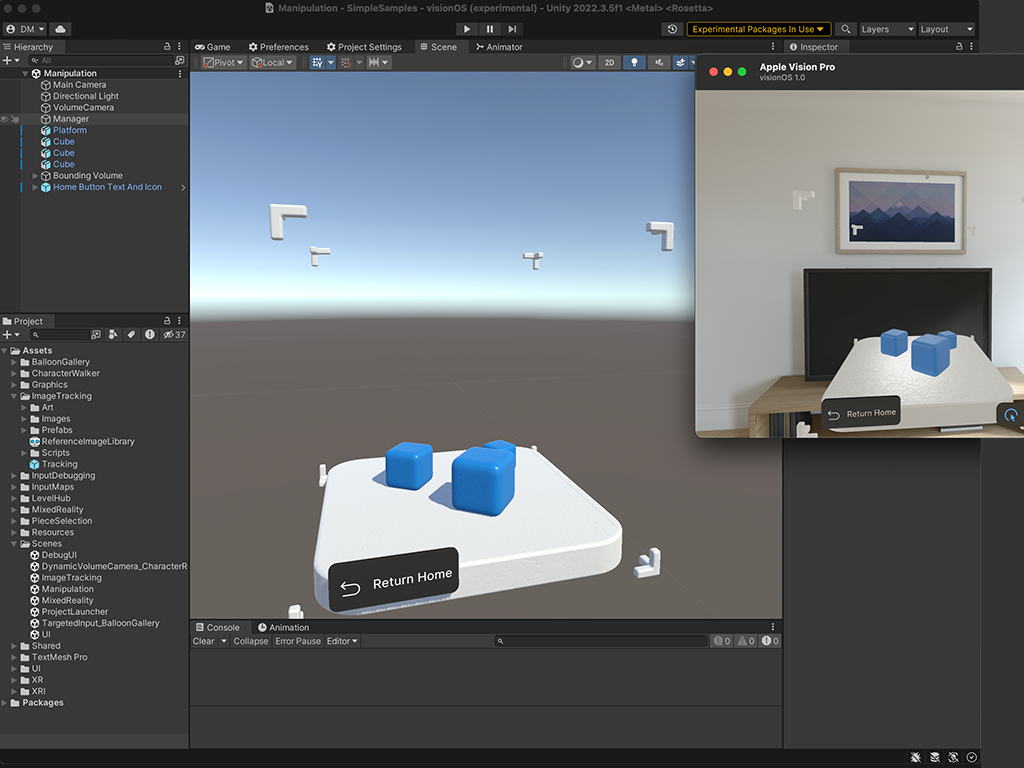 Manipulation - SimpleSamples - visionOS (experimental) - Unity 2022.3.5f1 <Metal> <Rosetta>
DM
Experimental Packages In Use
Layers
Layout
Hierarchy
All
Manipulation
Main Camera
Directional Light
VolumeCamera
Manager
Platform
Cube
Cube
Cube
Bounding Volume
Home Button Text And Icon
Game
Preferences
Project Settings
Scene
Animator
Pivot
Local
2D
Return Home
Inspector
Apple Vision Pro
visionOS 1.0
Return Home
Project
37
Assets
BalloonGallery
CharacterWalker
Graphics
ImageTracking
Art
Images
Prefabs
ReferenceImageLibrary
Scripts
Tracking
InputDebugging
InputMaps
LevelHub
MixedReality
PieceSelection
Resources
Scenes
DebugUI
DynamicVolumeCamera_CharacterR
ImageTracking
Manipulation
MixedReality
ProjectLauncher
TargetedInput_BalloonGallery
UI
Shared
TextMesh Pro
UI
XR
XRI
Packages
Console
Animation
Clear
Collapse
Error Pause
Editor
0
0
0